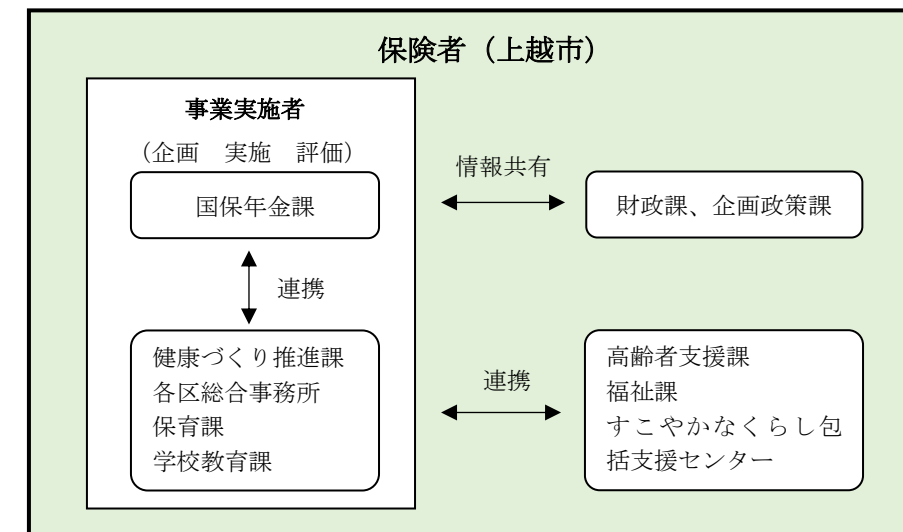 保険者（上越市）
事業実施者
（企画　実施　評価）
国保年金課
連携
健康づくり推進課
各区総合事務所
保育課
学校教育課
情報共有
財政課、企画政策課
連携
高齢者支援課
福祉課
すこやかなくらし包
括支援センター